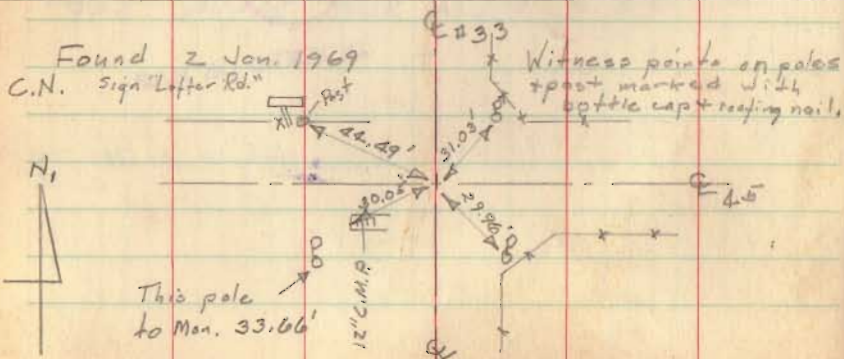 ℄ #33
Found 2 Jan. 1969
C.N. Sign "Lofter Rd."
Post
Witness points on poles
+ post marked with
bottle cap + roofing nail.
44.49'
31.03'
N,
℄ 45
30.05'
29.96'
12" C.M.P.
This pole
to Mon. 33.66'
℄